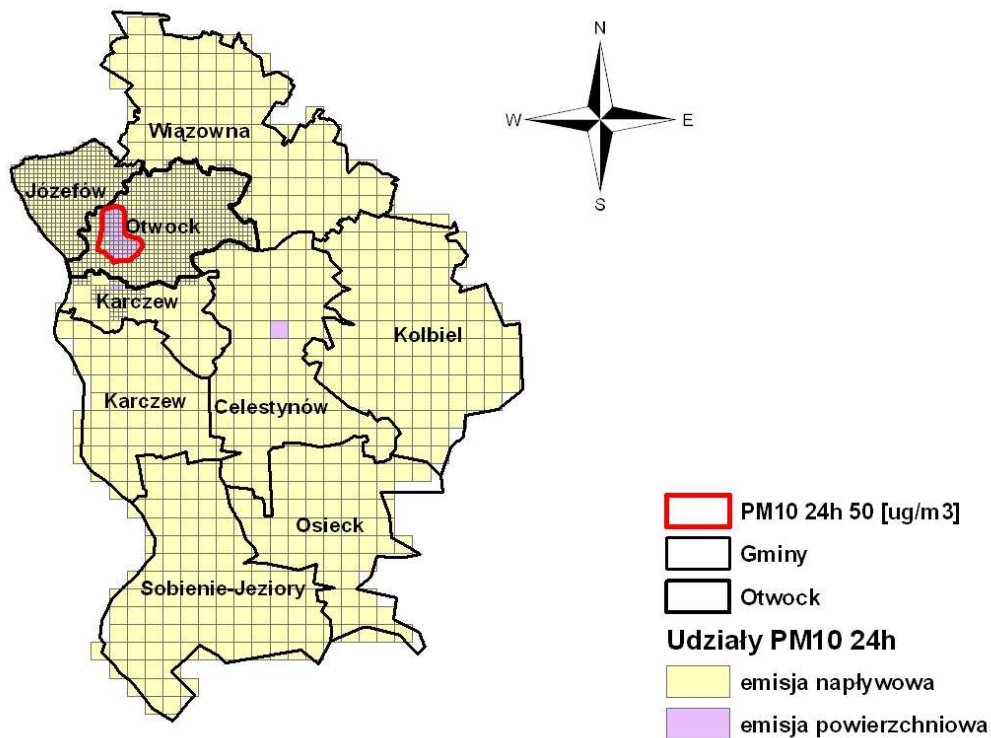 N
W
E
S
Wiązowna
Józefów
Otwock
Karczew
Kolbiel
Karczew
Celestynów
Osieck
Sobienie-Jeziory
PM10 24h 50 [ug/m3]
Gminy
Otwock
Udziały PM10 24h
emisja napływowa
emisja powierzchniowa